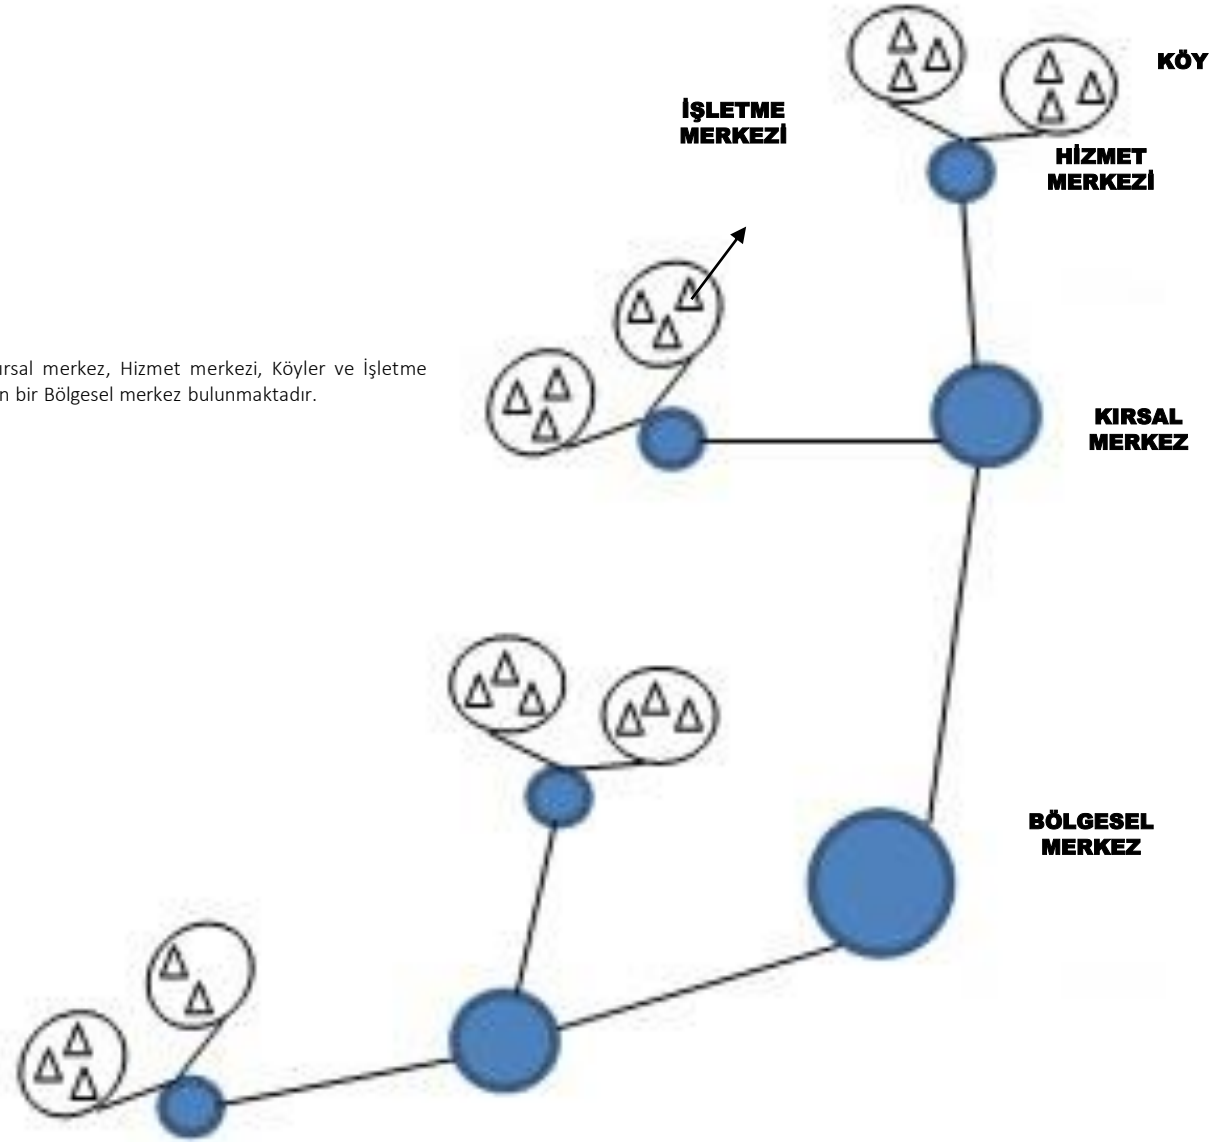 KÖY
İŞLETME
MERKEZİ
HİZMET
MERKEZİ
merkez, Hizmet merkezi, Köyler ve İşletme
bir Bölgesel merkez bulunmaktadır.
KIRSAL
MERKEZ
BÖLGESEL
MERKEZ